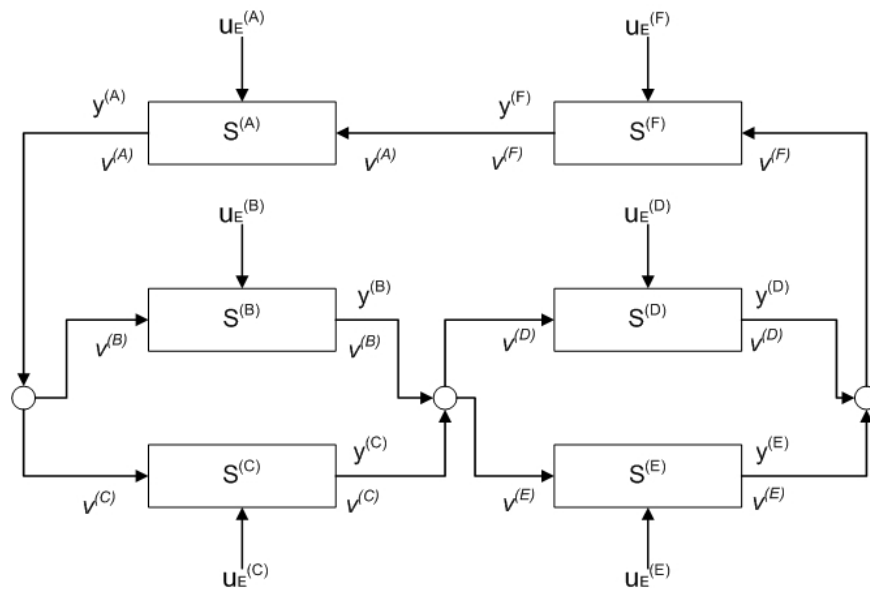 uE(A)
uE(F)
y(A)
S(A)
y(F)
S(F)
v(A)
v(A)
v(F)
v(F)
uE(B)
uE(D)
S(B)
y(B)
S(D)
y(D)
v(B)
v(B)
v(D)
v(D)
S(C)
y(C)
S(E)
y(E)
v(C)
v(C)
v(E)
v(E)
uE(C)
uE(E)